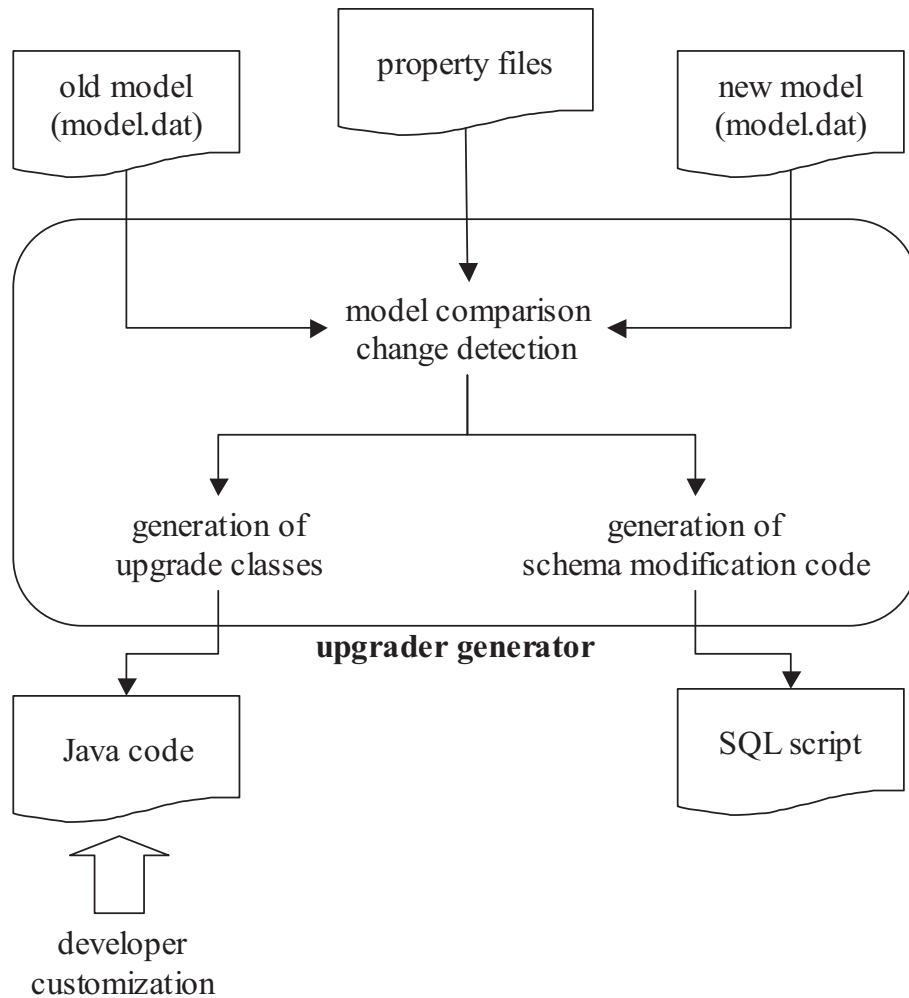 old model
(model.dat)
property files
new model
(model.dat)
model comparison
change detection
generation of
upgrade classes
generation of
schema modification code
upgrader generator
Java code
SQL script
developer
customization